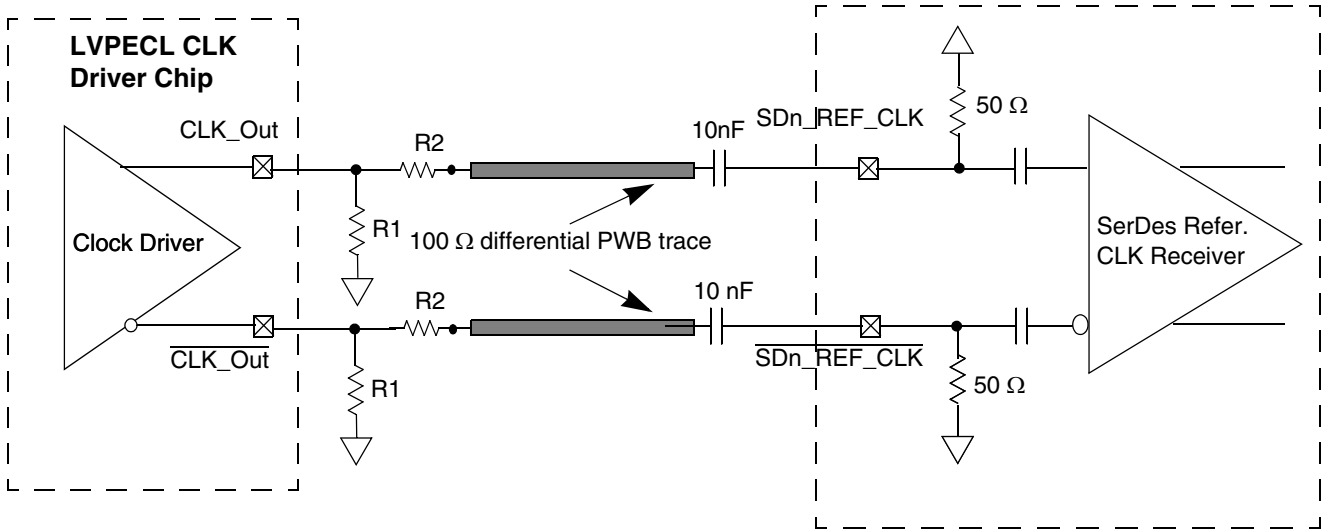 LVPECL CLK
Driver Chip
CLK_Out
R2
10nF
SDn_REF_CLK
50 Ω
Clock Driver
R1
100 Ω differential PWB trace
SerDes Refer.
CLK Receiver
R2
10 nF
CLK_Out
SDn_REF_CLK
R1
50 Ω